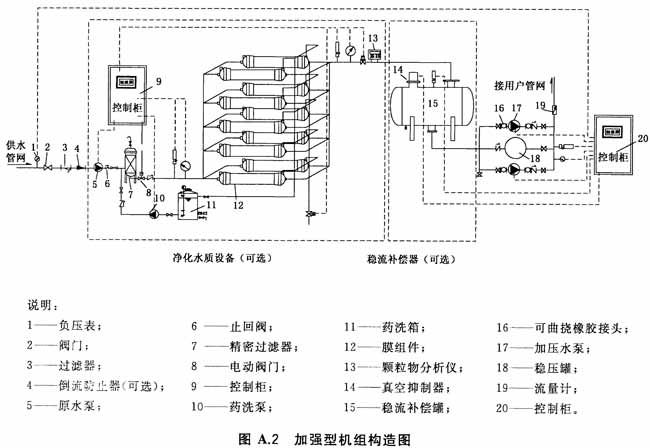 9
控制柜
13
14
15
接用户管网
16
17
19
18
20
控制柜
供水
管网
1
2
3
4
5
6
7
8
10
11
12
净化水质设备(可选)
稳流补偿器(可选)
说明：
1——负压表；
2——阀门；
3——过滤器；
4——倒流防止器(可选)；
5——原水泵；
6——止回阀；
7——精密过滤器；
8——电动阀门；
9——控制柜；
10——药洗泵；
11——药洗箱；
12——膜组件；
13——颗粒物分析仪；
14——真空抑制器；
15——稳流补偿罐；
16——可曲挠橡胶接头；
17——加压水泵；
18——稳压罐；
19——流量计；
20——控制柜。
图 A.2 加强型机组构造图